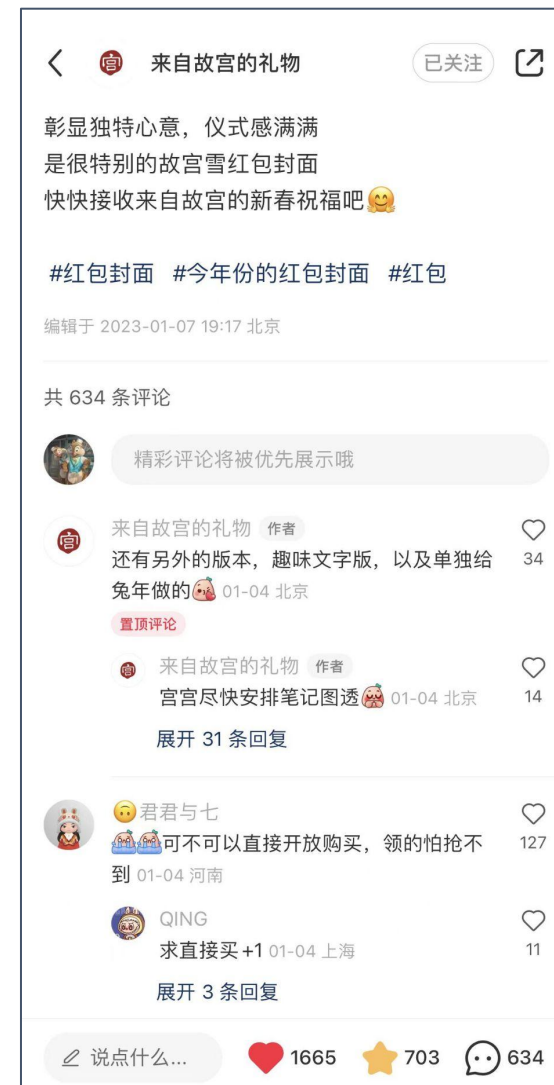 宫 来自故宫的礼物 已关注
彰显独特心意，仪式感满满
是很特别的故宫雪红包封面
快快接收来自故宫的新春祝福吧
#红包封面 #今年份的红包封面 #红包
编辑于 2023-01-07 19:17 北京
共 634 条评论
精彩评论将被优先展示哦
宫 来自故宫的礼物 作者
还有另外的版本，趣味文字版，以及单独给 34
兔年做的 01-04 北京
置顶评论
宫 来自故宫的礼物 作者
宫宫尽快安排笔记图透 01-04 北京 14
展开 31 条回复
🙃君君与七
可不可以直接开放购买，领的怕抢不 127
到 01-04 河南
QING
求直接买+1 01-04 上海 11
展开 3 条回复
说点什么... 1665 703 634